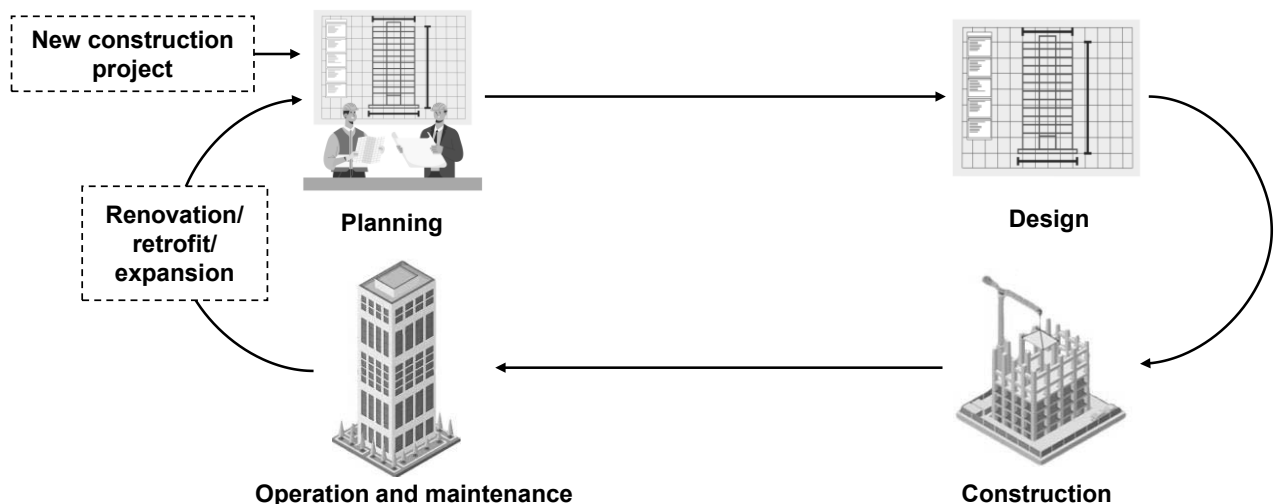 New construction
project
Planning
Design
Renovation/
retrofit/
expansion
Operation and maintenance
Construction